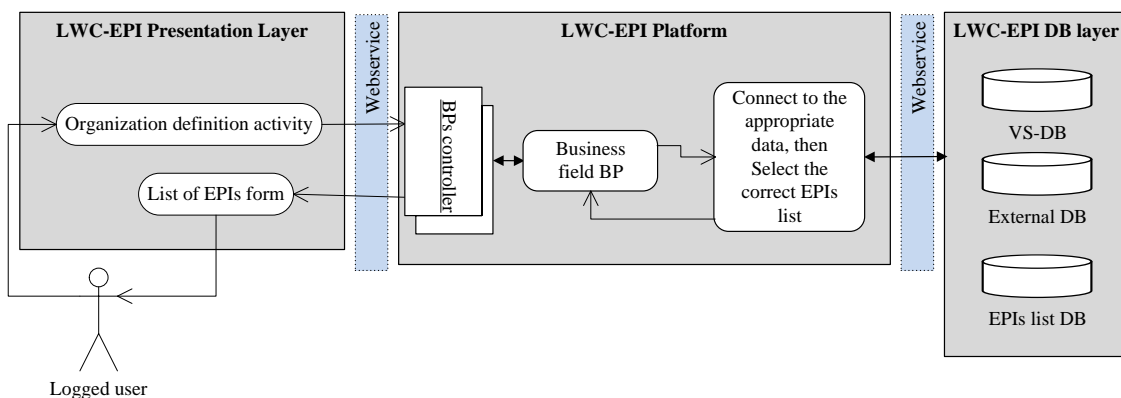 LWC-EPI Presentation Layer
Organization definition activity
List of EPIs form
Logged user
Webservice
LWC-EPI Platform
BPs controller
Business
field BP
Connect to the
appropriate
data, then
Select the
correct EPIs
list
Webservice
LWC-EPI DB layer
VS-DB
External DB
EPIs list DB